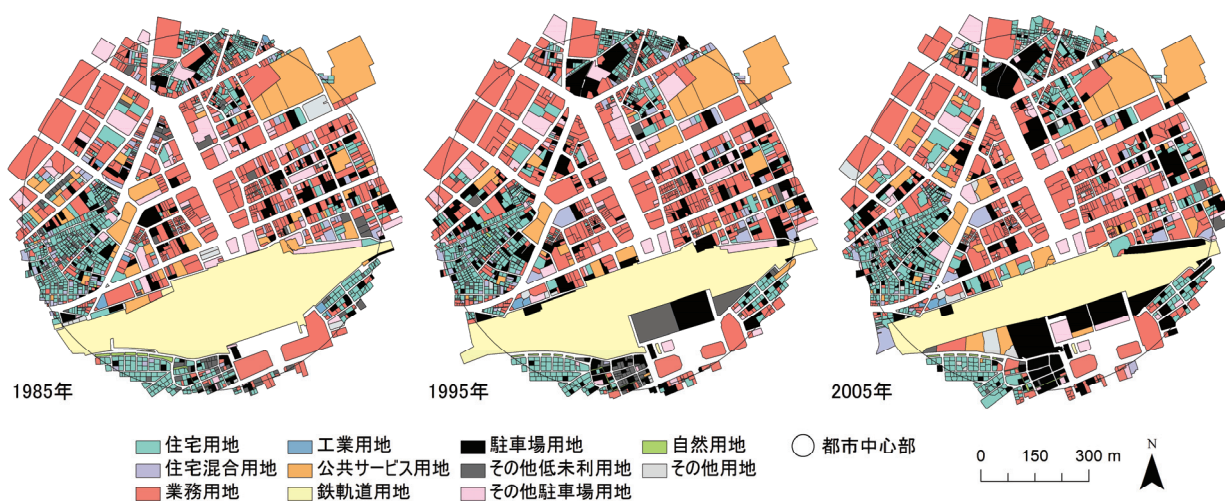 1985年
1995年
2005年
住宅用地
工業用地
駐車場用地
自然用地
都市中心部
住宅混合用地
公共サービス用地
その他低未利用地
その他用地
業務用地
鉄軌道用地
その他駐車場用地
0 150 300 m
N